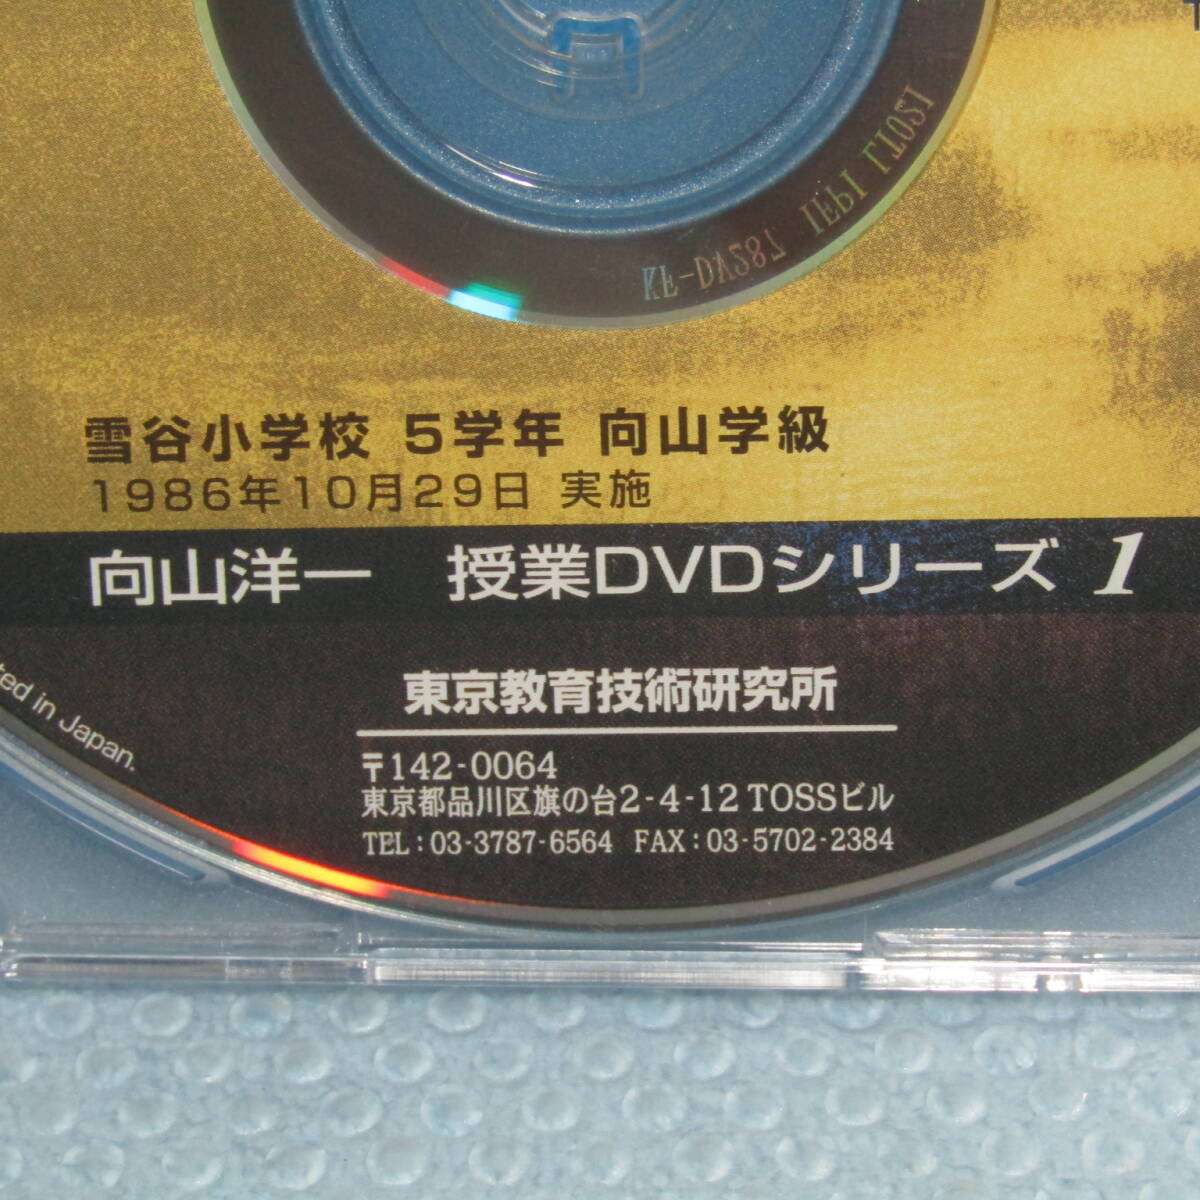 雪谷小学校 5学年 向山学級
1986年10月29日 実施
向山洋一 授業DVDシリーズ 1
東京教育技術研究所
〒142-0064
東京都品川区旗の台2-4-12 TOSSビル
TEL：03-3787-6564 FAX：03-5702-2384
in Japan.